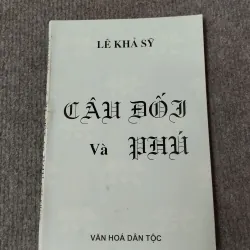 LÊ KHẢ SỸ
CÂU ĐỐI
Và PHÚ
VĂN HOÁ DÂN TỘC